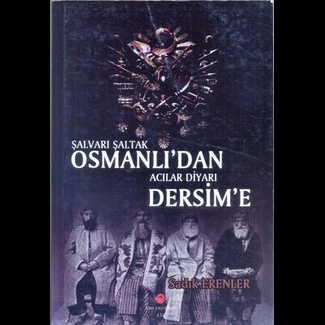 ŞALVARI ŞALTAK
OSMANLI'DAN
ACILAR DİYARI
DERSİM'E
Sadık ERENLER